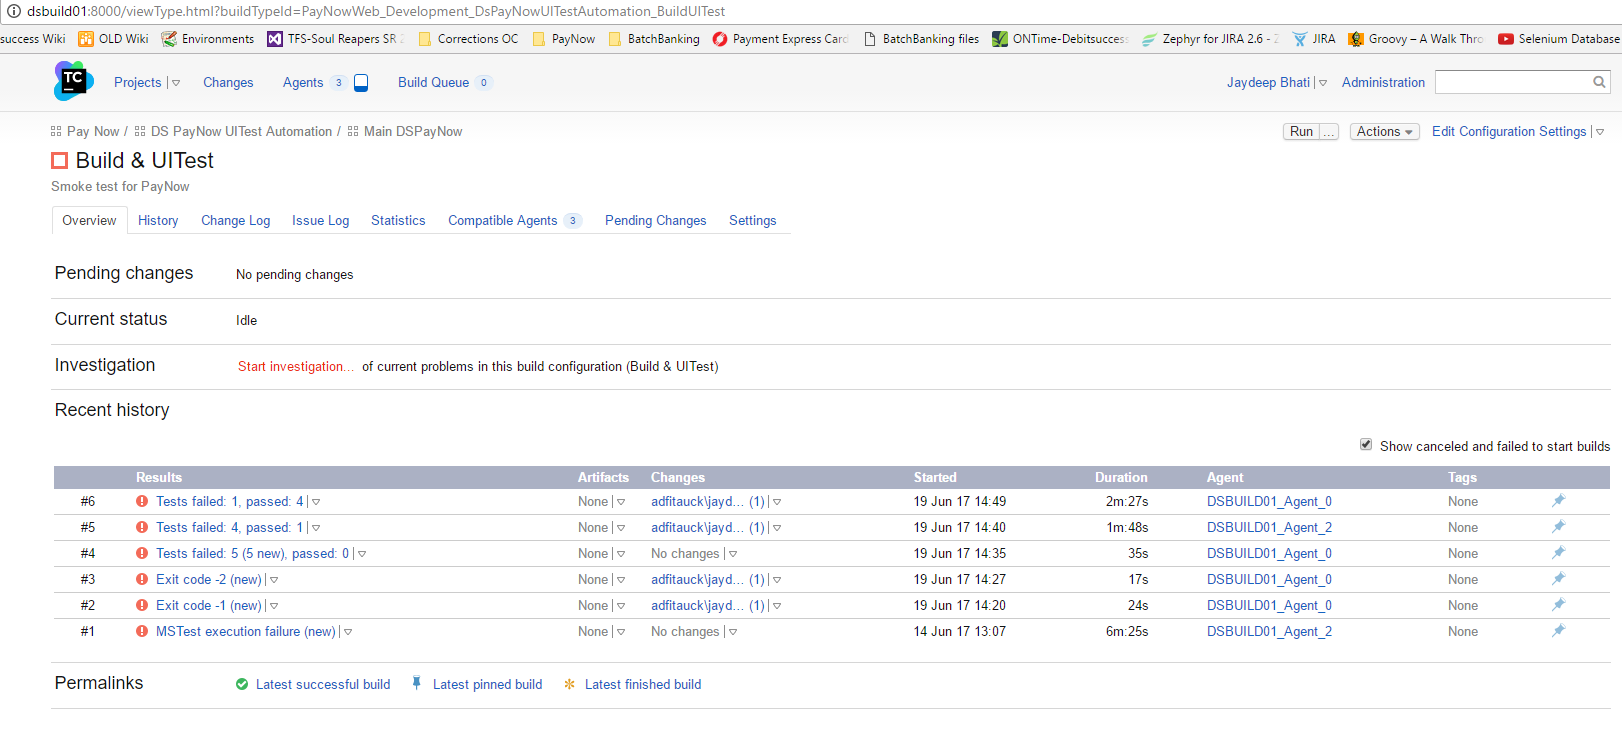 dsbuild01:8000/viewType.html?buildTypeId=PayNowWeb_Development_DsPayNowUITestAutomation_BuildUITest
success Wiki OLD Wiki Environments TFS-Soul Reapers SR Corrections OC PayNow BatchBanking Payment Express Card BatchBanking files ONTime-Debitsuccess Zephyr for JIRA 2.6 - JIRA Groovy – A Walk Thro Selenium Database
TC Projects Changes Agents 3 Build Queue 0 Jaydeep Bhati Administration
Pay Now / DS PayNow UITest Automation / Main DSPayNow Run ... Actions Edit Configuration Settings
Build & UITest
Smoke test for PayNow
Overview History Change Log Issue Log Statistics Compatible Agents 3 Pending Changes Settings
Pending changes No pending changes
Current status Idle
Investigation Start investigation... of current problems in this build configuration (Build & UITest)
Recent history
Show canceled and failed to start builds
Results Artifacts Changes Started Duration Agent Tags
#6 Tests failed: 1, passed: 4 None adfitauck\jayd... (1) 19 Jun 17 14:49 2m:27s DSBUILD01_Agent_0 None
#5 Tests failed: 4, passed: 1 None adfitauck\jayd... (1) 19 Jun 17 14:40 1m:48s DSBUILD01_Agent_2 None
#4 Tests failed: 5 (5 new), passed: 0 None No changes 19 Jun 17 14:35 35s DSBUILD01_Agent_0 None
#3 Exit code -2 (new) None adfitauck\jayd... (1) 19 Jun 17 14:27 17s DSBUILD01_Agent_0 None
#2 Exit code -1 (new) None adfitauck\jayd... (1) 19 Jun 17 14:20 24s DSBUILD01_Agent_0 None
#1 MSTest execution failure (new) None No changes 14 Jun 17 13:07 6m:25s DSBUILD01_Agent_2 None
Permalinks Latest successful build Latest pinned build Latest finished build